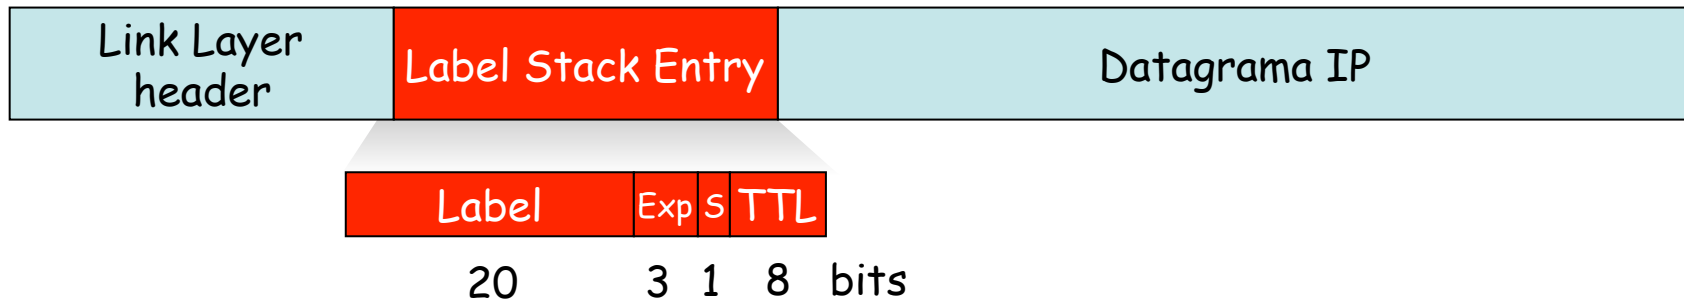 Link Layer
header
Label Stack Entry
Datagrama IP
Label Exp S TTL
20 3 1 8 bits